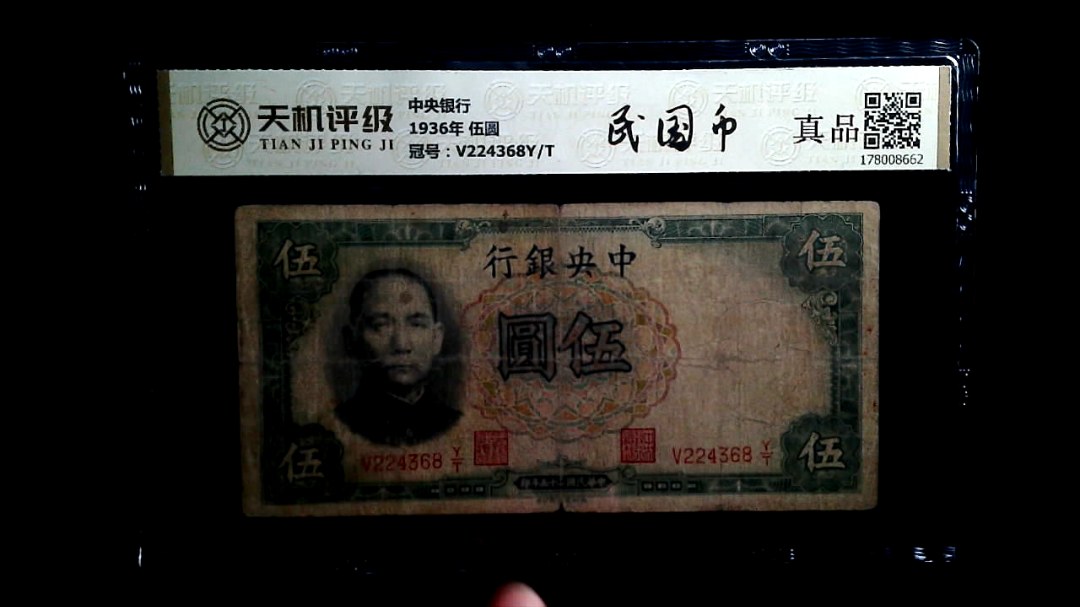 天机评级
TIAN JI PING JI
中央银行
1936年 伍圆
冠号：V224368Y/T
民国币
真品
178008662
伍
行銀央中
伍
圓伍
V224368 Y/T
V224368 Y/T
伍
伍